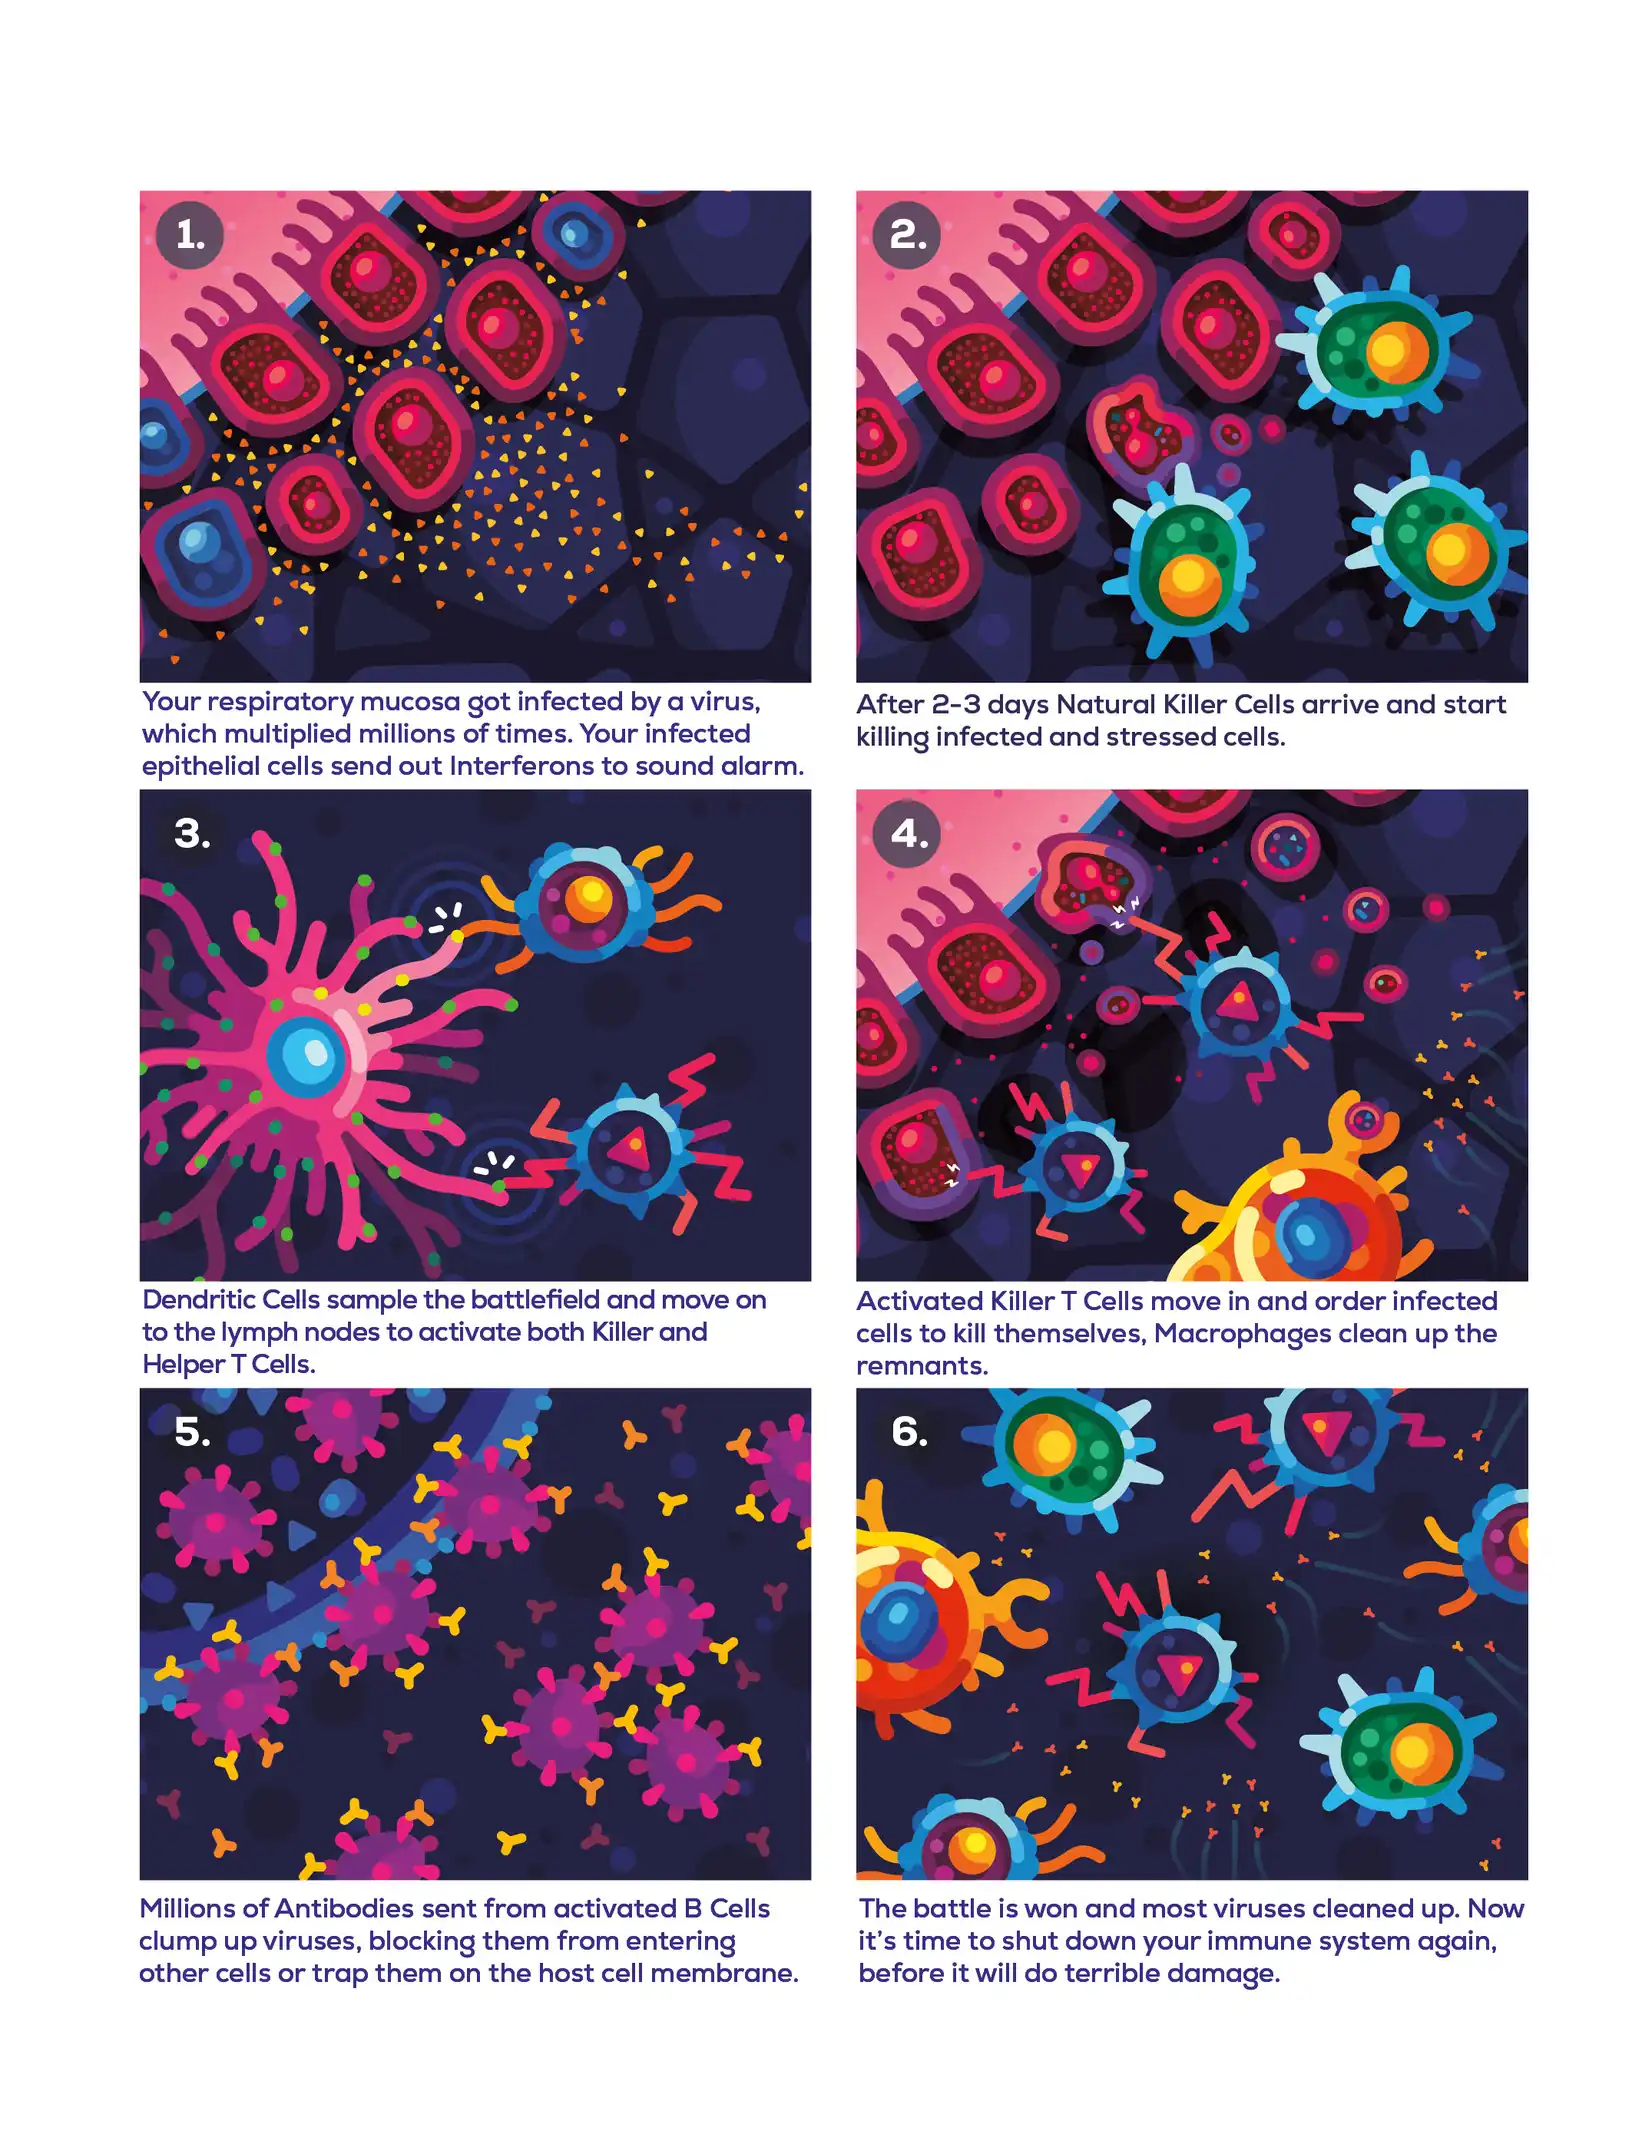 1.
Your respiratory mucosa got infected by a virus,
which multiplied millions of times. Your infected
epithelial cells send out Interferons to sound alarm.
2.
After 2-3 days Natural Killer Cells arrive and start
killing infected and stressed cells.
3.
Dendritic Cells sample the battlefield and move on
to the lymph nodes to activate both Killer and
Helper T Cells.
4.
Activated Killer T Cells move in and order infected
cells to kill themselves, Macrophages clean up the
remnants.
5.
Millions of Antibodies sent from activated B Cells
clump up viruses, blocking them from entering
other cells or trap them on the host cell membrane.
6.
The battle is won and most viruses cleaned up. Now
it's time to shut down your immune system again,
before it will do terrible damage.